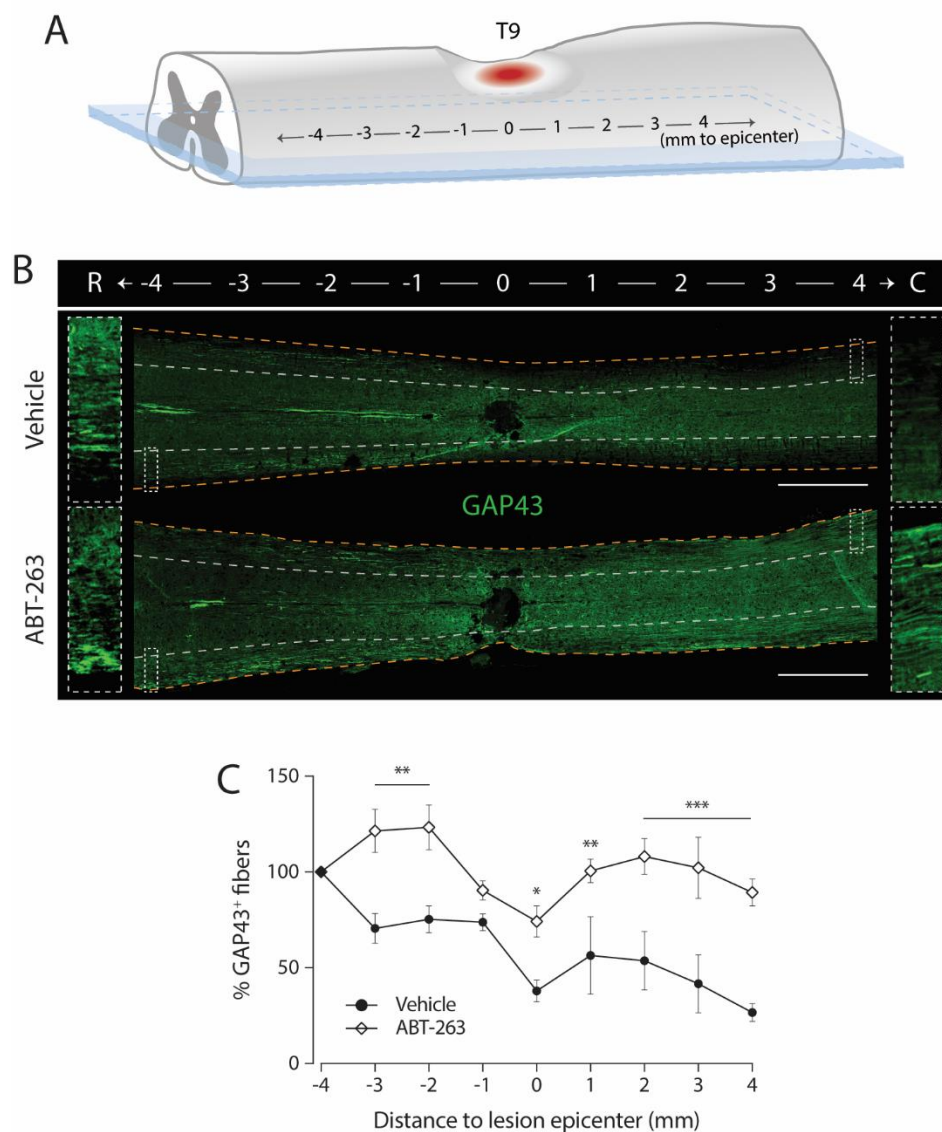 A
T9
-4 — -3 — -2 — -1 — 0 — 1 — 2 — 3 — 4
(mm to epicenter)
B
R ← -4 — -3 — -2 — -1 — 0 — 1 — 2 — 3 — 4 → C
Vehicle
GAP43
ABT-263
C
150
100
50
0
% GAP43+ fibers
**
*
**
***
Vehicle
ABT-263
-4 -3 -2 -1 0 1 2 3 4
Distance to lesion epicenter (mm)